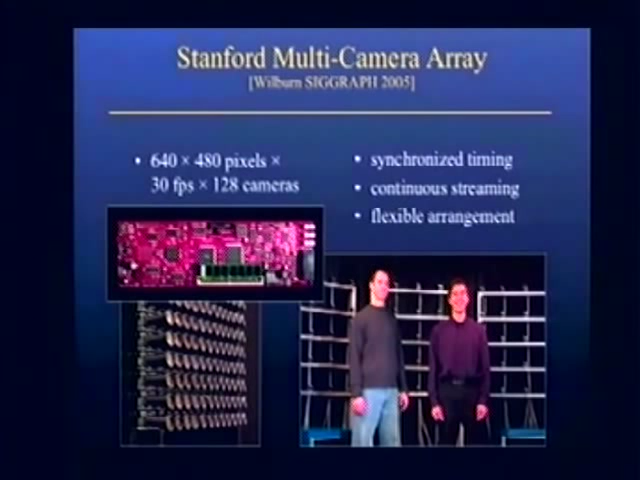 Stanford Multi-Camera Array
[Wilburn SIGGRAPH 2005]
• 640 × 480 pixels ×
30 fps × 128 cameras
• synchronized timing
• continuous streaming
• flexible arrangement